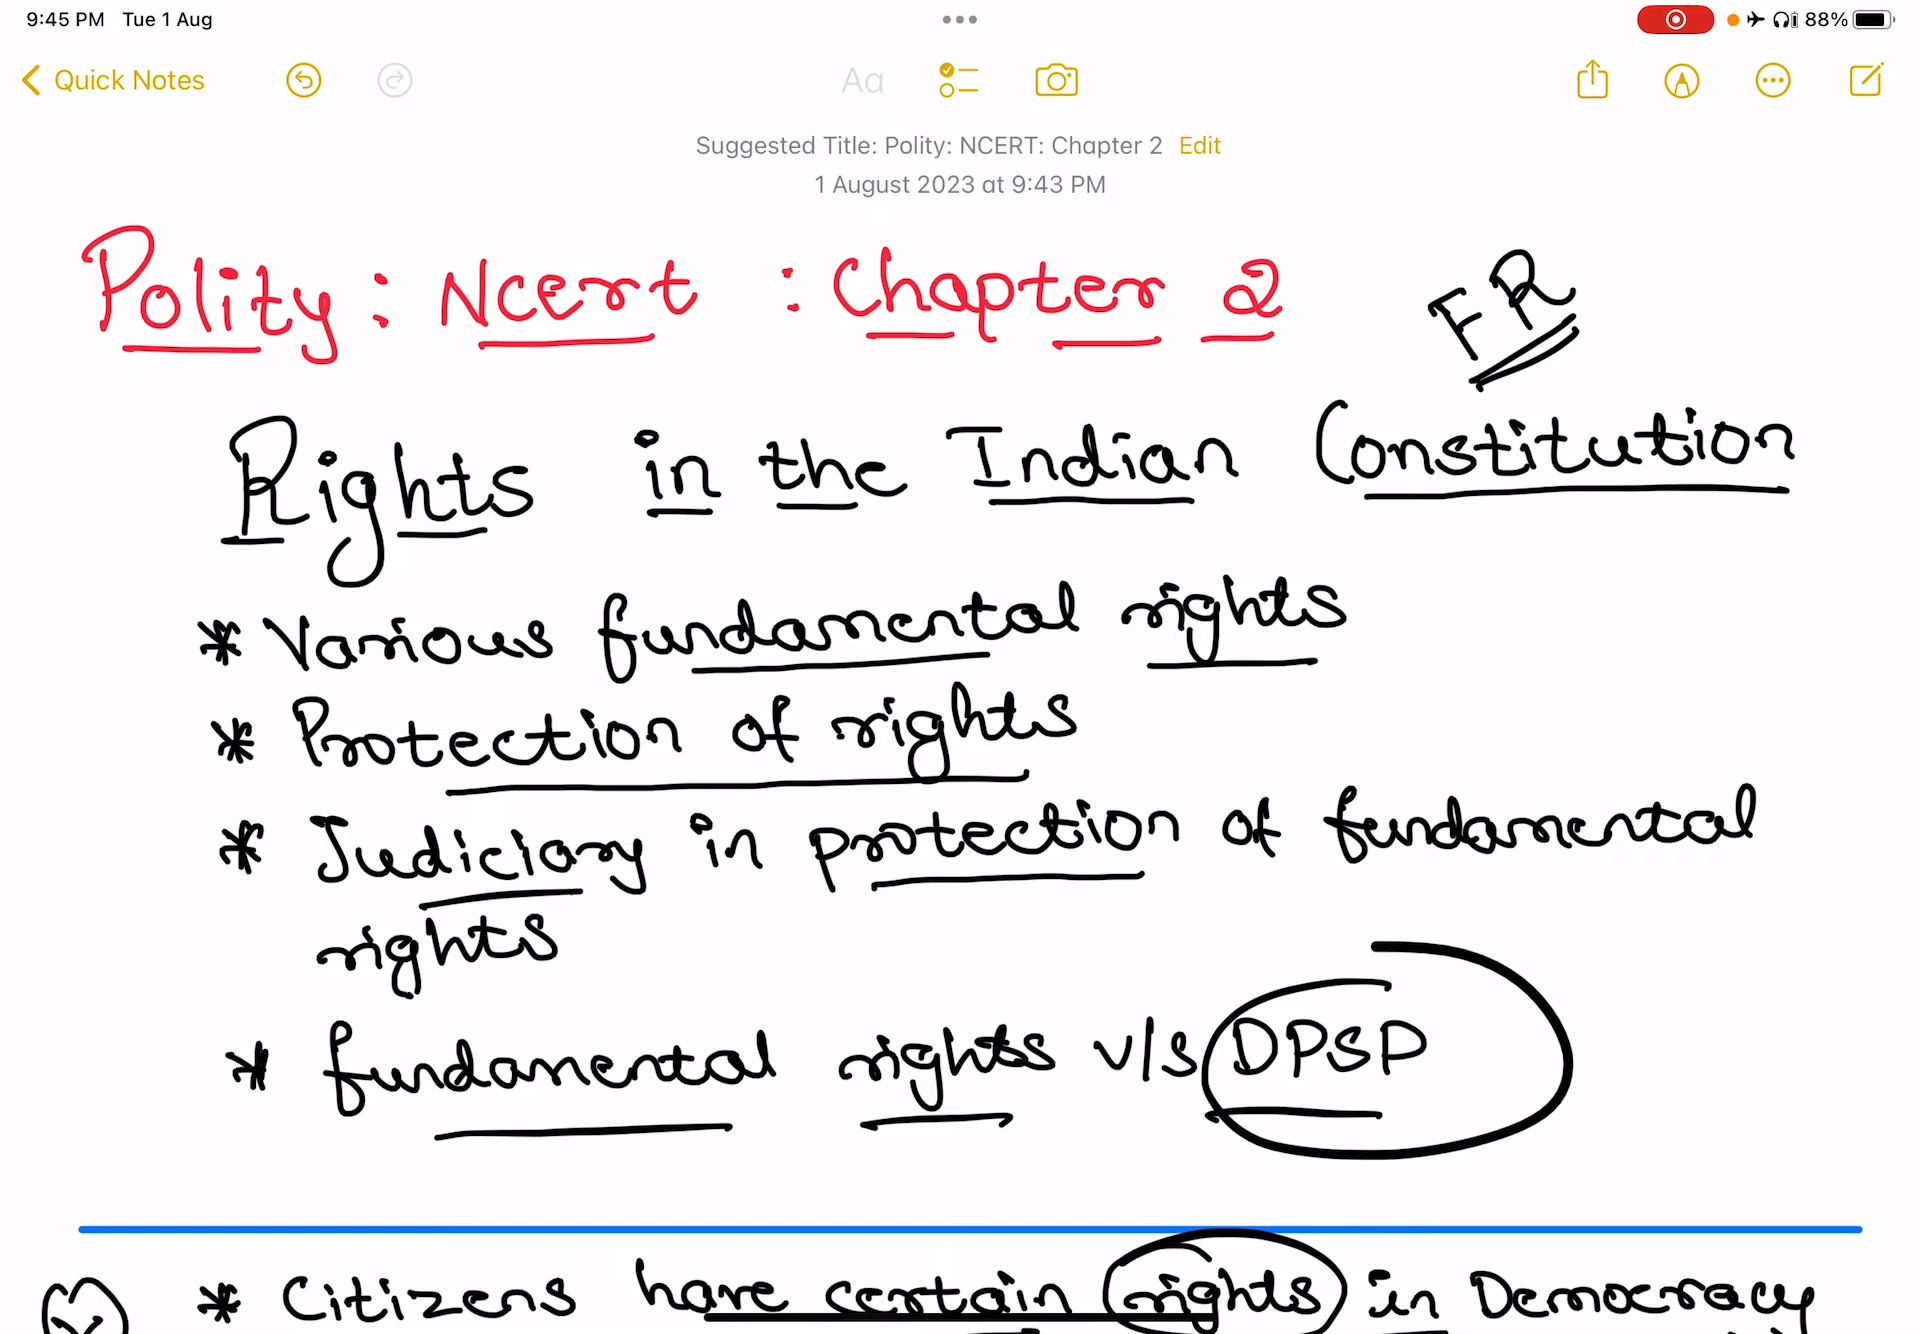 9:45 PM Tue 1 Aug
88%
Quick Notes
Aa
Suggested Title: Polity: NCERT: Chapter 2 Edit
1 August 2023 at 9:43 PM
Polity : Ncert : Chapter 2
FR
Rights in the Indian Constitution
* Various fundamental rights
* Protection of rights
* Judiciary in protection of fundamental
rights
* fundamental rights v/s DPSP
* Citizens have certain rights in Democracy